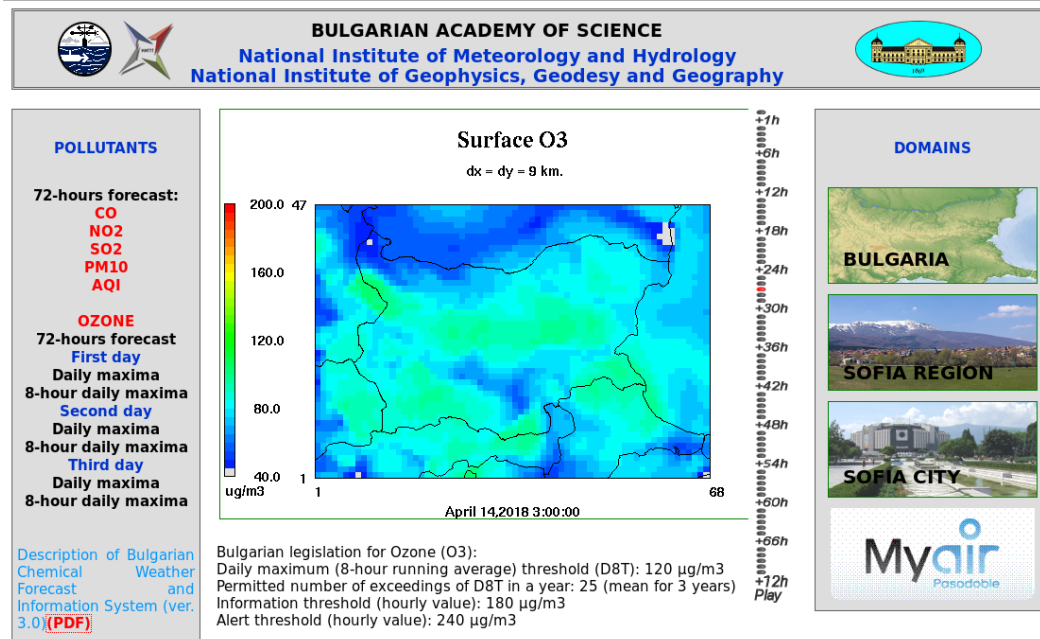 BULGARIAN ACADEMY OF SCIENCE
National Institute of Meteorology and Hydrology
National Institute of Geophysics, Geodesy and Geography
POLLUTANTS
72-hours forecast:
CO
NO2
SO2
PM10
AQI
OZONE
72-hours forecast
First day
Daily maxima
8-hour daily maxima
Second day
Daily maxima
8-hour daily maxima
Third day
Daily maxima
8-hour daily maxima
Description of Bulgarian
Chemical Weather
Forecast and
Information System (ver.
3.0)(PDF)
Surface O3
dx = dy = 9 km.
200.0
160.0
120.0
80.0
40.0
ug/m3
47
1
1
68
April 14,2018 3:00:00
+1h
+6h
+12h
+18h
+24h
+30h
+36h
+42h
+48h
+54h
+60h
+66h
+12h
Play
Bulgarian legislation for Ozone (O3):
Daily maximum (8-hour running average) threshold (D8T): 120 µg/m3
Permitted number of exceedings of D8T in a year: 25 (mean for 3 years)
Information threshold (hourly value): 180 µg/m3
Alert threshold (hourly value): 240 µg/m3
DOMAINS
BULGARIA
SOFIA REGION
SOFIA CITY
Myair
Pasodoble